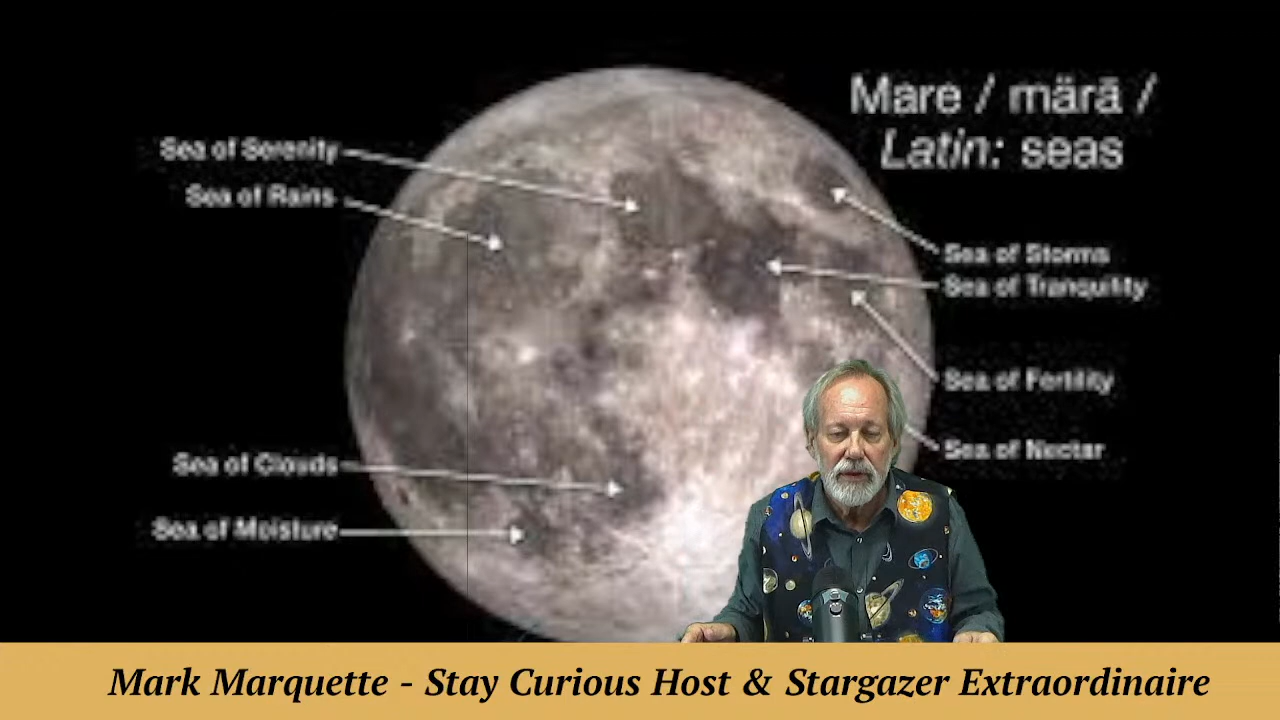 Mare / märā /
Latin: seas
Sea of Serenity
Sea of Rains
Sea of Storms
Sea of Tranquility
Sea of Fertility
Sea of Nectar
Sea of Clouds
Sea of Moisture
Mark Marquette - Stay Curious Host & Stargazer Extraordinaire